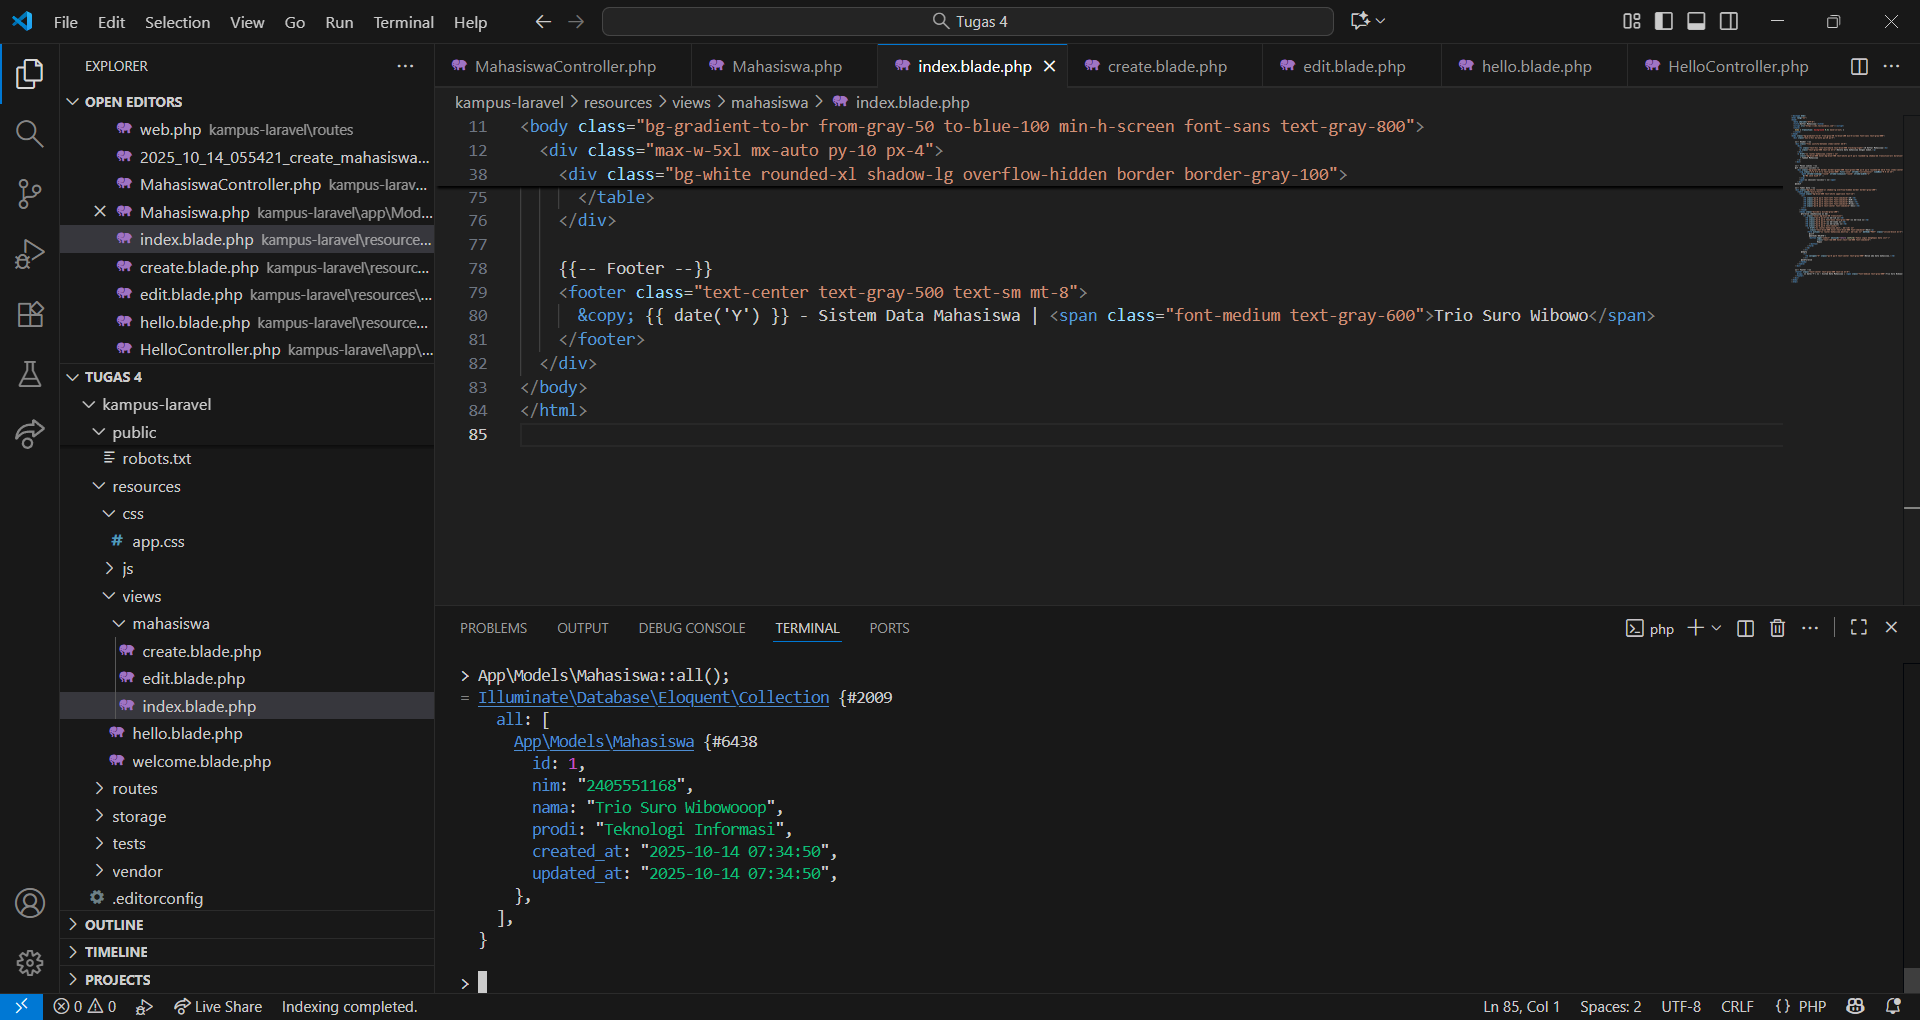 File Edit Selection View Go Run Terminal Help
Tugas 4
EXPLORER
OPEN EDITORS
web.php kampus-laravel\routes
2025_10_14_055421_create_mahasiswa...
MahasiswaController.php kampus-larav...
Mahasiswa.php kampus-laravel\app\Mod...
index.blade.php kampus-laravel\resource...
create.blade.php kampus-laravel\resourc...
edit.blade.php kampus-laravel\resources\...
hello.blade.php kampus-laravel\resource...
HelloController.php kampus-laravel\app\...
TUGAS 4
kampus-laravel
public
robots.txt
resources
css
# app.css
js
views
mahasiswa
create.blade.php
edit.blade.php
index.blade.php
hello.blade.php
welcome.blade.php
routes
storage
tests
vendor
.editorconfig
OUTLINE
TIMELINE
PROJECTS
MahasiswaController.php Mahasiswa.php index.blade.php create.blade.php edit.blade.php hello.blade.php HelloController.php
kampus-laravel > resources > views > mahasiswa > index.blade.php
11 <body class="bg-gradient-to-br from-gray-50 to-blue-100 min-h-screen font-sans text-gray-800">
12 <div class="max-w-5xl mx-auto py-10 px-4">
38 <div class="bg-white rounded-xl shadow-lg overflow-hidden border border-gray-100">
75 </table>
76 </div>
77
78 {{-- Footer --}}
79 <footer class="text-center text-gray-500 text-sm mt-8">
80 &copy; {{ date('Y') }} - Sistem Data Mahasiswa | <span class="font-medium text-gray-600">Trio Suro Wibowo</span>
81 </footer>
82 </div>
83 </body>
84 </html>
85
PROBLEMS OUTPUT DEBUG CONSOLE TERMINAL PORTS
php
> App\Models\Mahasiswa::all();
= Illuminate\Database\Eloquent\Collection {#2009
all: [
App\Models\Mahasiswa {#6438
id: 1,
nim: "2405551168",
nama: "Trio Suro Wibowooop",
prodi: "Teknologi Informasi",
created_at: "2025-10-14 07:34:50",
updated_at: "2025-10-14 07:34:50",
},
],
}
>
0 0 Live Share Indexing completed. Ln 85, Col 1 Spaces: 2 UTF-8 CRLF {} PHP